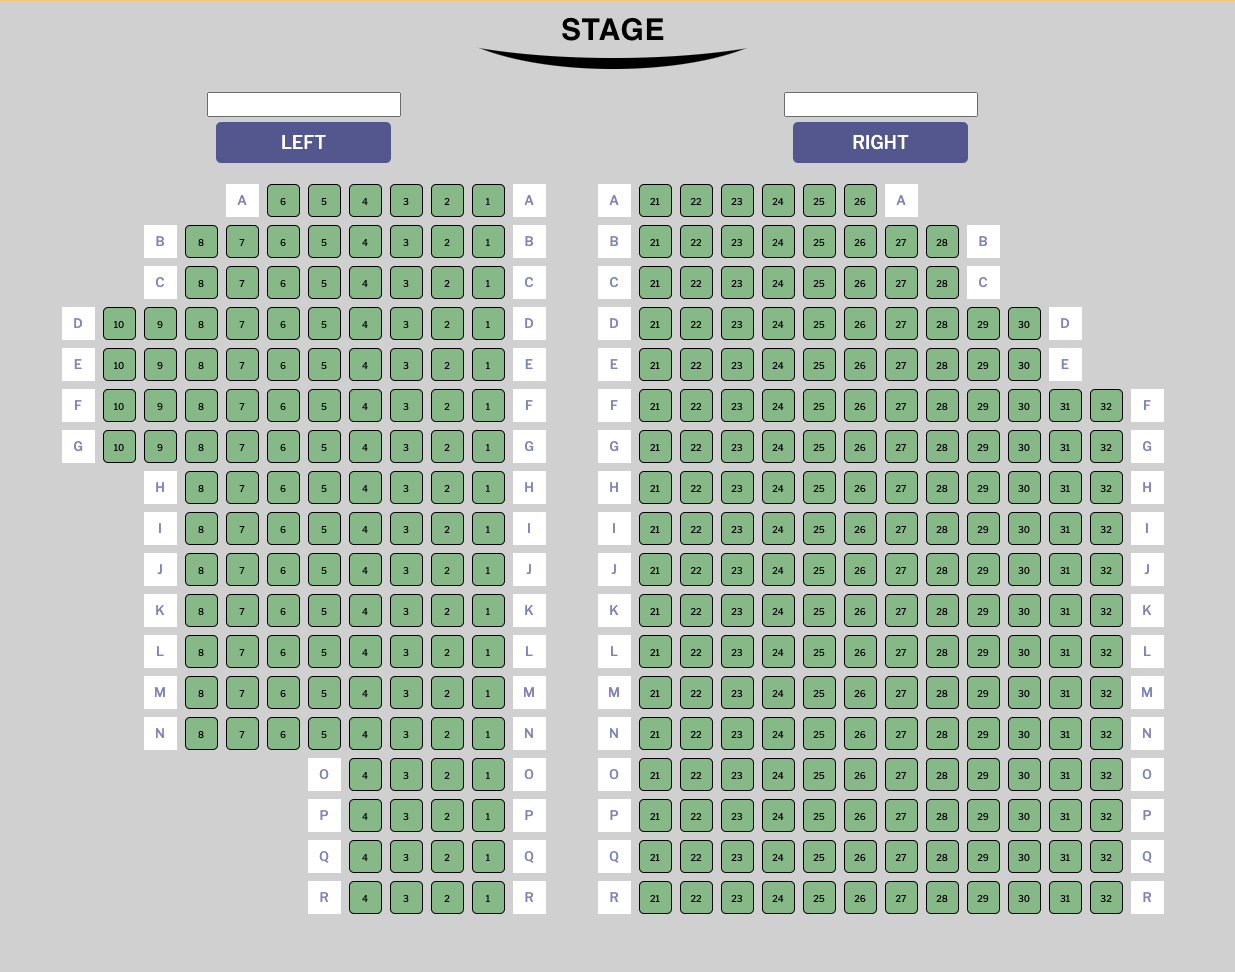 STAGE
LEFT RIGHT
A 6 5 4 3 2 1 A A 21 22 23 24 25 26 A
B 8 7 6 5 4 3 2 1 B B 21 22 23 24 25 26 27 28 B
C 8 7 6 5 4 3 2 1 C C 21 22 23 24 25 26 27 28 C
D 10 9 8 7 6 5 4 3 2 1 D D 21 22 23 24 25 26 27 28 29 30 D
E 10 9 8 7 6 5 4 3 2 1 E E 21 22 23 24 25 26 27 28 29 30 E
F 10 9 8 7 6 5 4 3 2 1 F F 21 22 23 24 25 26 27 28 29 30 31 32 F
G 10 9 8 7 6 5 4 3 2 1 G G 21 22 23 24 25 26 27 28 29 30 31 32 G
H 8 7 6 5 4 3 2 1 H H 21 22 23 24 25 26 27 28 29 30 31 32 H
I 8 7 6 5 4 3 2 1 I I 21 22 23 24 25 26 27 28 29 30 31 32 I
J 8 7 6 5 4 3 2 1 J J 21 22 23 24 25 26 27 28 29 30 31 32 J
K 8 7 6 5 4 3 2 1 K K 21 22 23 24 25 26 27 28 29 30 31 32 K
L 8 7 6 5 4 3 2 1 L L 21 22 23 24 25 26 27 28 29 30 31 32 L
M 8 7 6 5 4 3 2 1 M M 21 22 23 24 25 26 27 28 29 30 31 32 M
N 8 7 6 5 4 3 2 1 N N 21 22 23 24 25 26 27 28 29 30 31 32 N
O 4 3 2 1 O O 21 22 23 24 25 26 27 28 29 30 31 32 O
P 4 3 2 1 P P 21 22 23 24 25 26 27 28 29 30 31 32 P
Q 4 3 2 1 Q Q 21 22 23 24 25 26 27 28 29 30 31 32 Q
R 4 3 2 1 R R 21 22 23 24 25 26 27 28 29 30 31 32 R